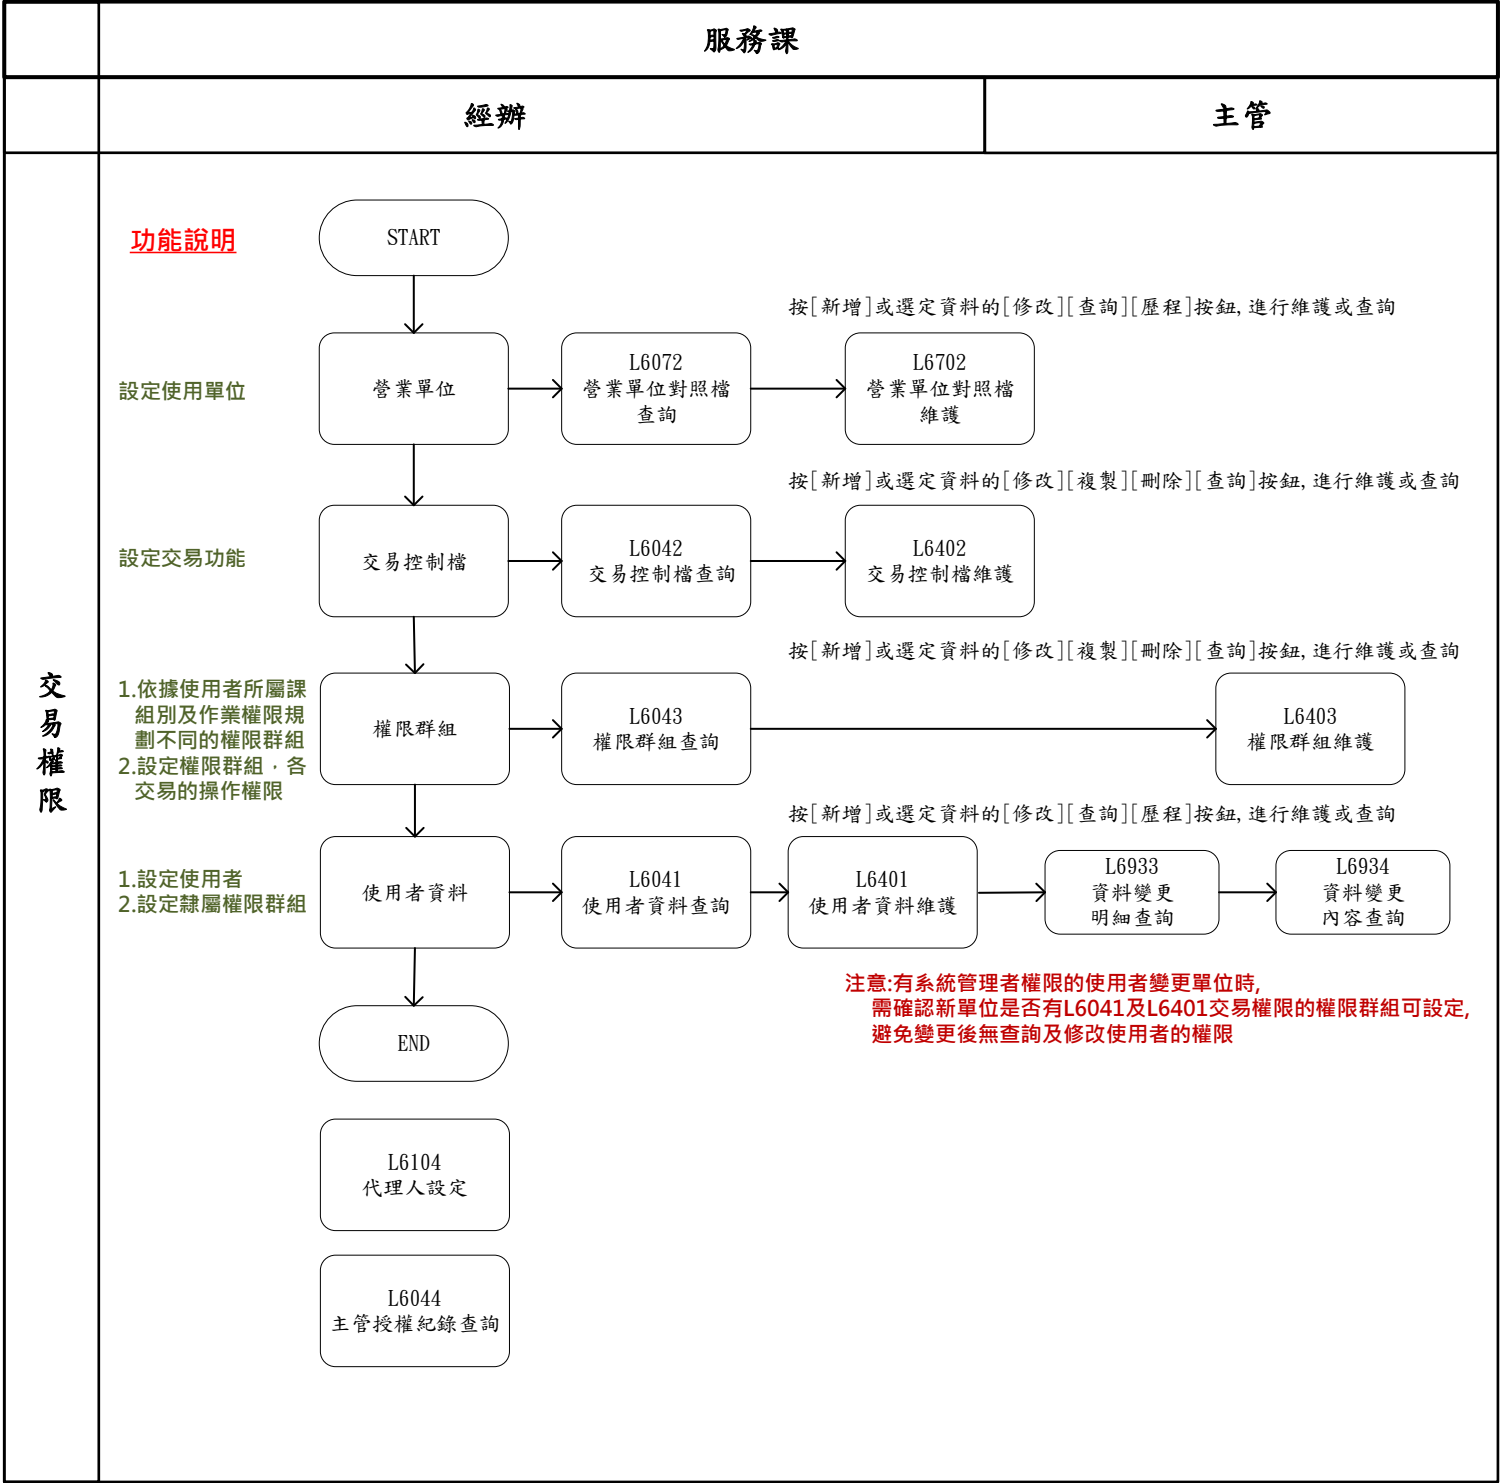 服務課
經辦
主管
交易權限
功能說明
START
按[新增]或選定資料的[修改][查詢][歷程]按鈕,進行維護或查詢
設定使用單位
營業單位
L6072
營業單位對照檔
查詢
L6702
營業單位對照檔
維護
按[新增]或選定資料的[修改][複製][刪除][查詢]按鈕,進行維護或查詢
設定交易功能
交易控制檔
L6042
交易控制檔查詢
L6402
交易控制檔維護
按[新增]或選定資料的[修改][複製][刪除][查詢]按鈕,進行維護或查詢
1.依據使用者所屬課
組別及作業權限規
劃不同的權限群組
2.設定權限群組，各
交易的操作權限
權限群組
L6043
權限群組查詢
L6403
權限群組維護
按[新增]或選定資料的[修改][查詢][歷程]按鈕,進行維護或查詢
1.設定使用者
2.設定隸屬權限群組
使用者資料
L6041
使用者資料查詢
L6401
使用者資料維護
L6933
資料變更
明細查詢
L6934
資料變更
內容查詢
注意:有系統管理者權限的使用者變更單位時,
需確認新單位是否有L6041及L6401交易權限的權限群組可設定,
避免變更後無查詢及修改使用者的權限
END
L6104
代理人設定
L6044
主管授權紀錄查詢